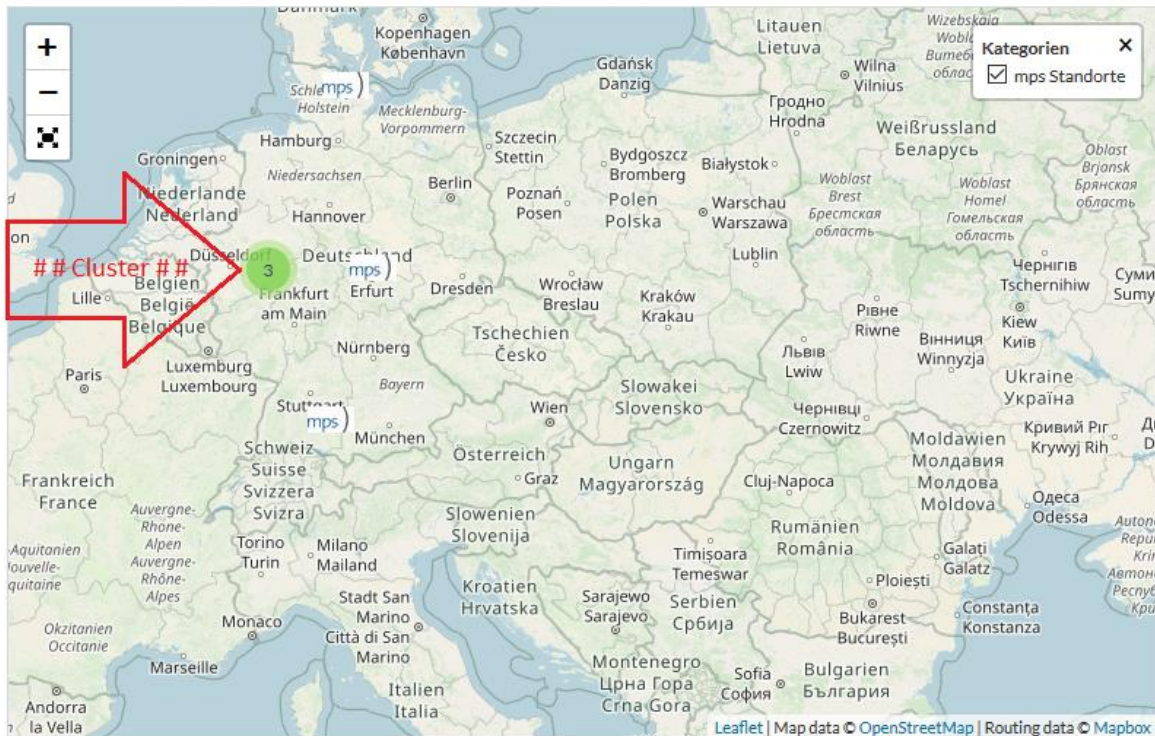 Danmark
Kopenhagen
København
Litauen
Lietuva
Kategorien
×
mps Standorte
+
−
Wilna
Vilnius
Gdańsk
Danzig
mps)
Holstein
Mecklenburg-
Vorpommern
Гродно
Hrodna
Weißrussland
Беларусь
Hamburg
Szczecin
Stettin
Groningen
Niedersachsen
Bydgoszcz
Bromberg
Białystok
Oblast
Brjansk
Брянская
область
Niederlande
Nederland
Berlin
Poznań
Posen
Polen
Polska
Warschau
Warszawa
Woblast
Brest
Брестская
область
Woblast
Homel
Гомельская
область
Hannover
on
Düsseldorf
3
Deutschland
Lublin
# # Cluster # #
Belgien
België
Belgique
Lille
mps)
Erfurt
Frankfurt
am Main
Dresden
Wrocław
Breslau
Kraków
Krakau
Чернігів
Tschernihiw
Суми
Sumy
Рівне
Riwne
Kiew
Київ
Tschechien
Česko
Luxemburg
Luxembourg
Nürnberg
Львів
Lwiw
Вінниця
Winnyzja
Paris
Bayern
Slowakei
Slovensko
Ukraine
Україна
Stuttgart
mps)
München
Wien
Чернівці
Czernowitz
Moldawien
Молдавия
Молдова
Moldova
Кривий Ріг
Krywyj Rih
Schweiz
Suisse
Svizzera
Svizra
Österreich
Graz
Ungarn
Magyarország
Cluj-Napoca
Frankreich
France
Одеса
Odessa
Auvergne-
Rhone-
Alpen
Auvergne-
Rhône-
Alpes
Slowenien
Slovenija
Rumänien
România
Torino
Turin
Milano
Mailand
Timișoara
Temeswar
Galați
Galatz
Kroatien
Hrvatska
Stadt San
Marino
Città di San
Marino
Sarajewo
Sarajevo
Serbien
Србија
Ploiești
Bukarest
București
Constanța
Konstanza
Okzitanien
Occitanie
Monaco
Marseille
Montenegro
Црна Гора
Crna Gora
Sofia
София
Bulgarien
България
Italien
Italia
Andorra
la Vella
Leaflet | Map data © OpenStreetMap | Routing data © Mapbox